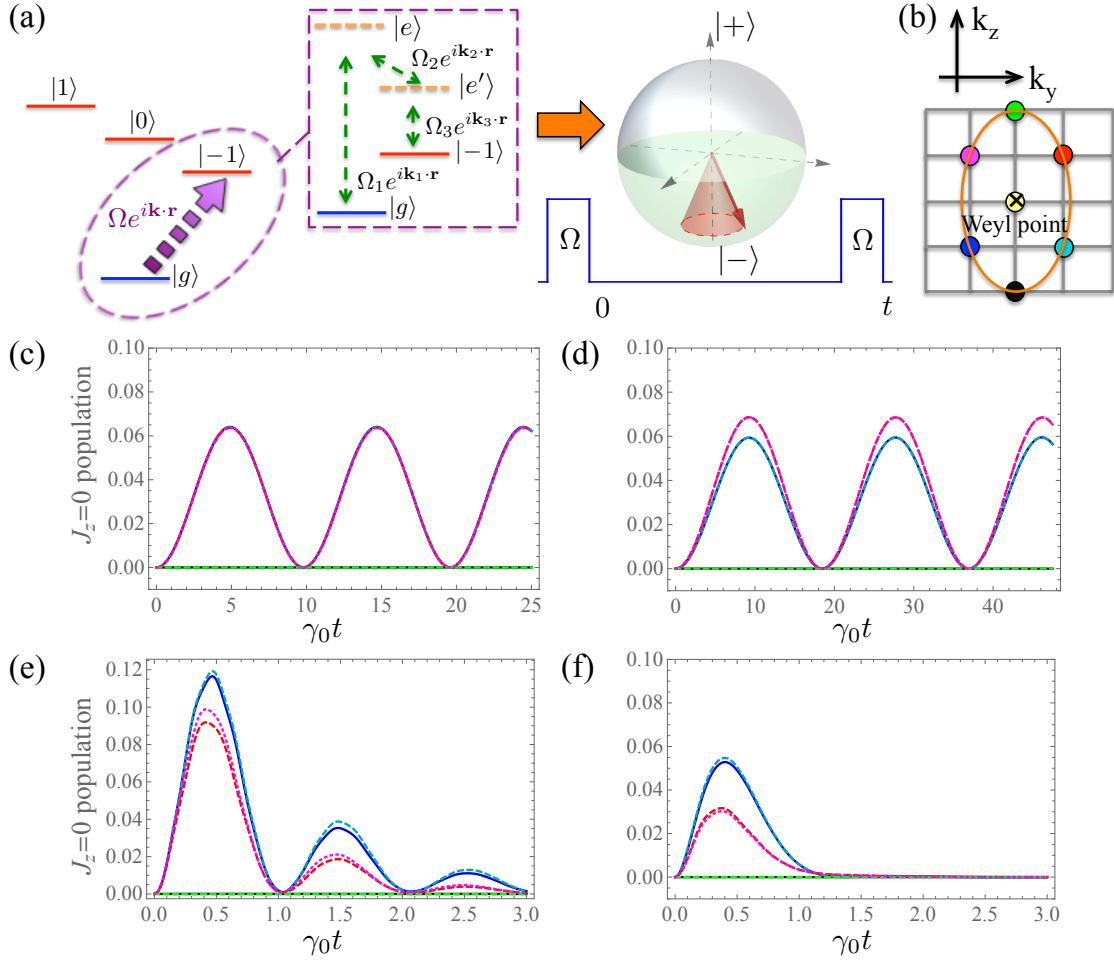 (a)
|e⟩
Ω₂e^{i𝐤₂·𝐫}
|e′⟩
Ω₃e^{i𝐤₃·𝐫}
|−1⟩
Ω₁e^{i𝐤₁·𝐫}
|g⟩
|1⟩
|0⟩
|−1⟩
Ωe^{i𝐤·𝐫}
|g⟩
|+⟩
|−⟩
Ω
Ω
0
t
(b)
k_z
k_y
Weyl point
(c)
J_z=0 population
0.10
0.08
0.06
0.04
0.02
0.00
0 5 10 15 20 25
γ₀t
(d)
0.10
0.08
0.06
0.04
0.02
0.00
0 10 20 30 40
γ₀t
(e)
J_z=0 population
0.12
0.10
0.08
0.06
0.04
0.02
0.00
0.0 0.5 1.0 1.5 2.0 2.5 3.0
γ₀t
(f)
0.10
0.08
0.06
0.04
0.02
0.00
0.0 0.5 1.0 1.5 2.0 2.5 3.0
γ₀t